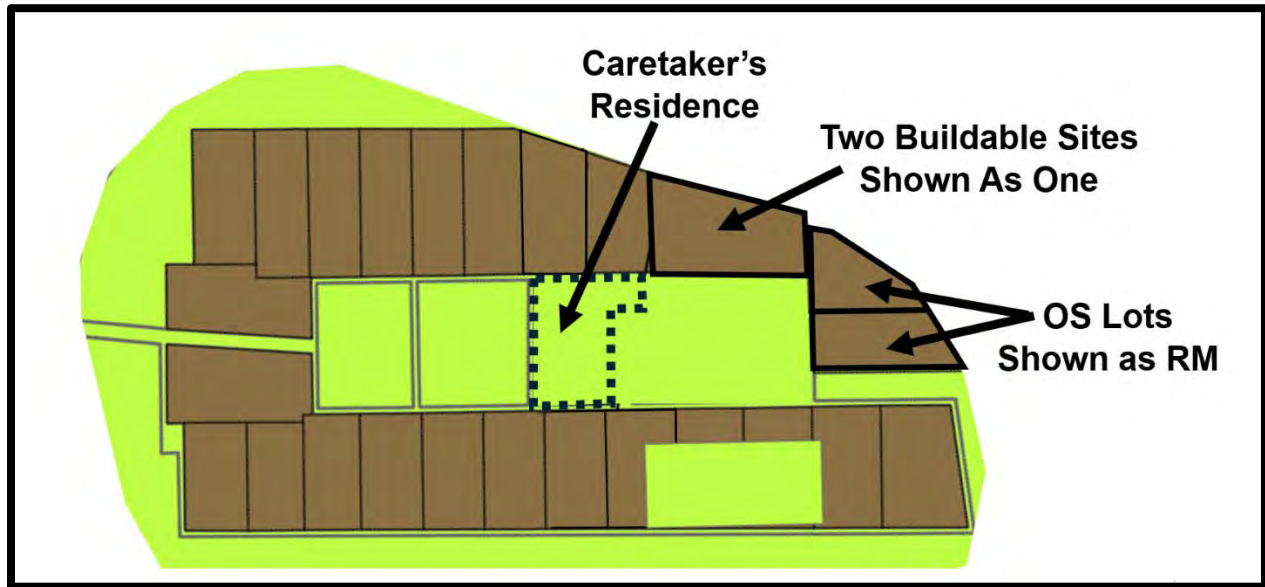 Caretaker's
Residence
Two Buildable Sites
Shown As One
OS Lots
Shown as RM